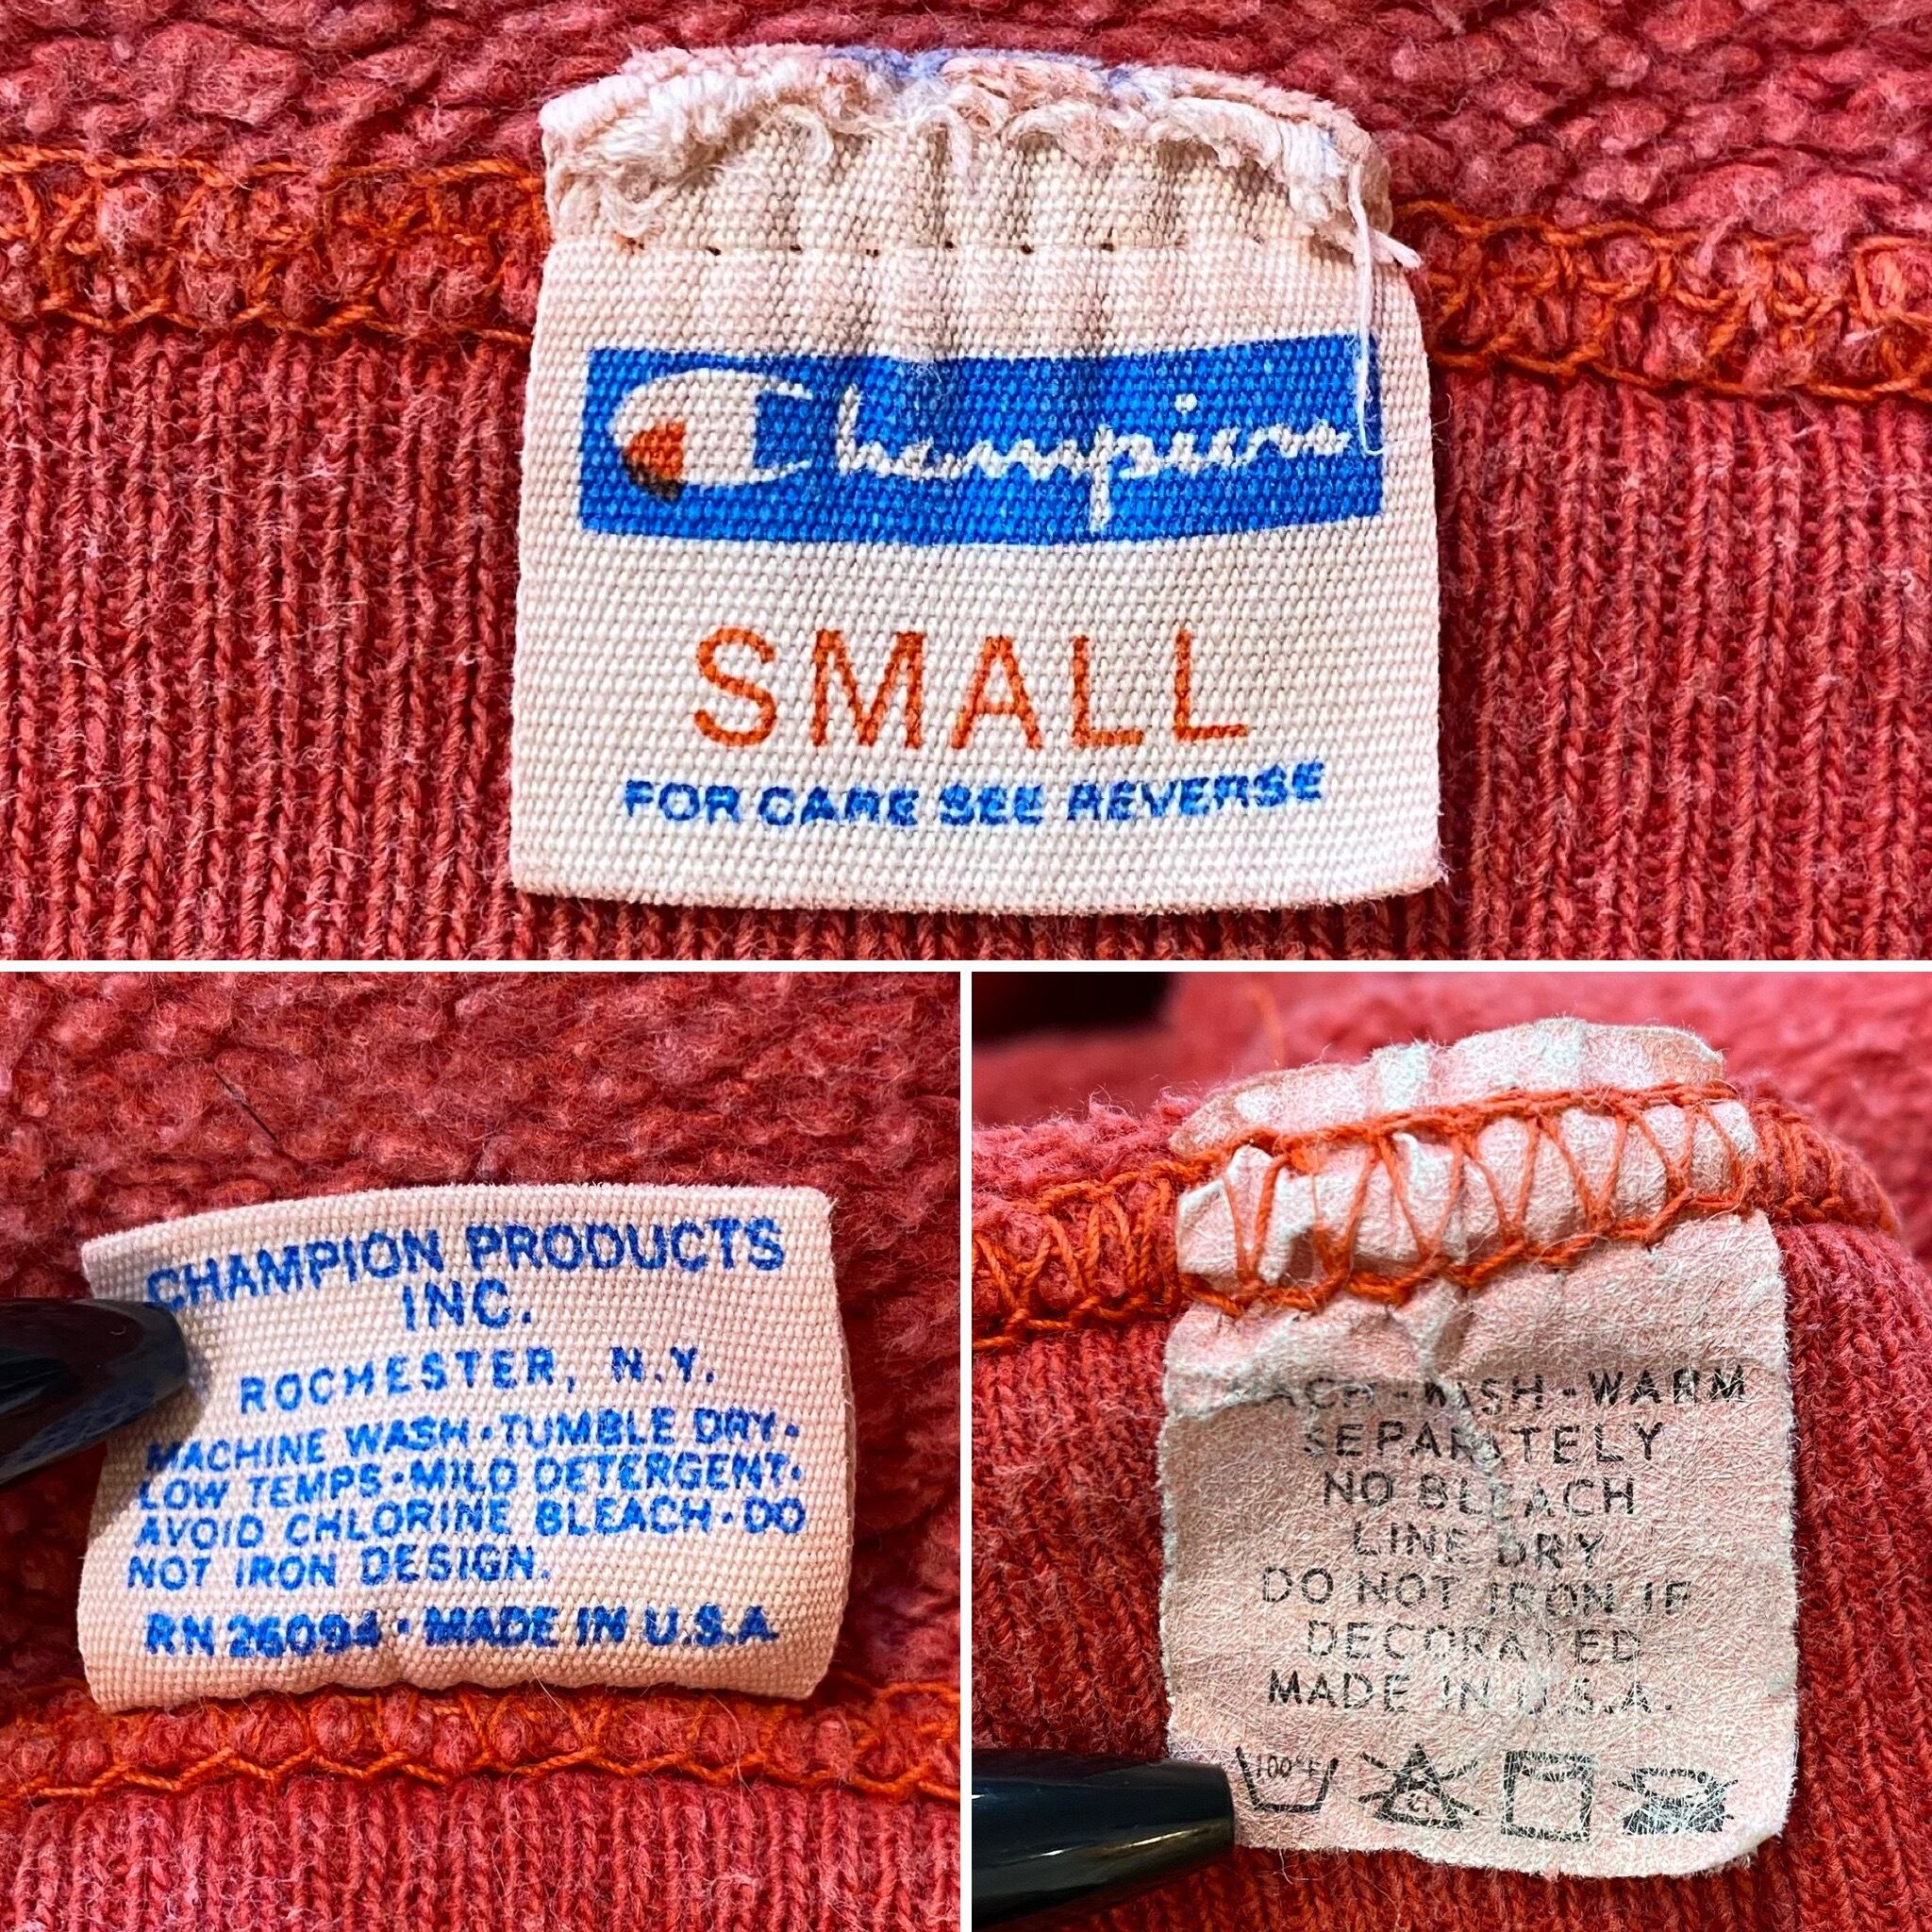 Champion
SMALL
FOR CARE SEE REVERSE
CHAMPION PRODUCTS
INC.
ROCHESTER, N.Y.
MACHINE WASH·TUMBLE DRY·
LOW TEMPS·MILD DETERGENT·
AVOID CHLORINE BLEACH·DO
NOT IRON DESIGN.
RN 26094·MADE IN U.S.A.
WASH-WARM
SEPARATELY
NO BLEACH
LINE DRY
DO NOT IRON IF
DECORATED
MADE IN U.S.A.
100°F CL